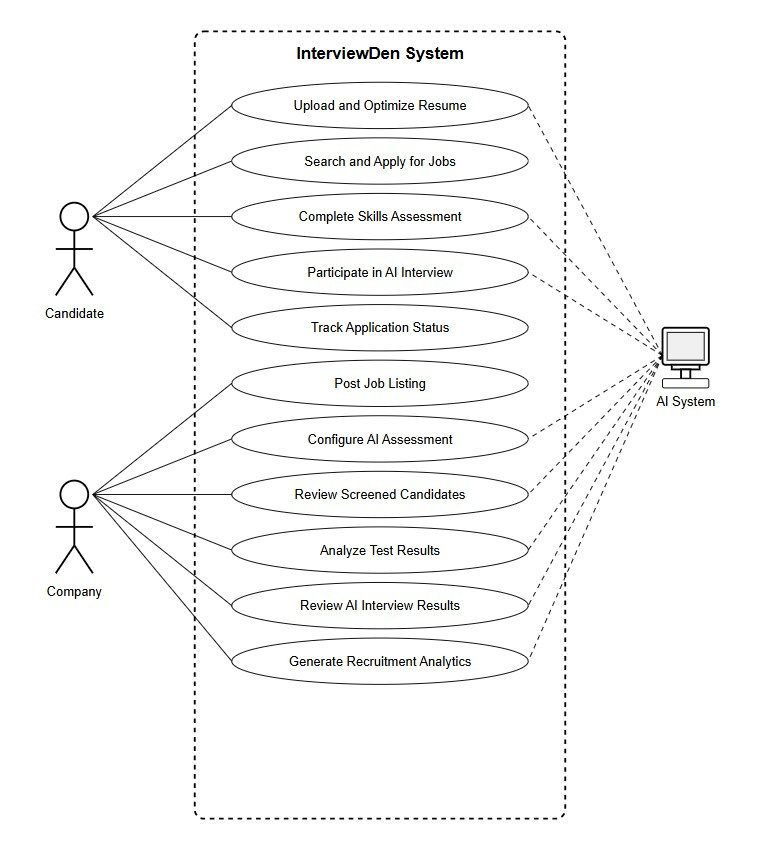 InterviewDen System
Upload and Optimize Resume
Search and Apply for Jobs
Complete Skills Assessment
Participate in AI Interview
Candidate
Track Application Status
Post Job Listing
AI System
Configure AI Assessment
Review Screened Candidates
Analyze Test Results
Company
Review AI Interview Results
Generate Recruitment Analytics